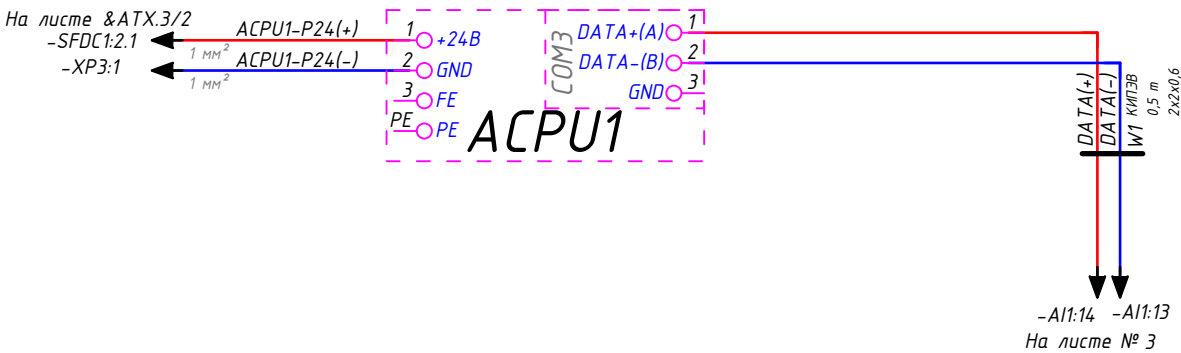 На листе &ATX.3/2
-SFDC1:2.1
ACPU1-P24(+)
1 мм²
-XP3:1
ACPU1-P24(-)
1 мм²
1
+24В
2
GND
3
FE
PE
PE
ACPU1
COM3
DATA+(A)
1
DATA-(B)
2
GND
3
DATA(+)
DATA(-)
W1 КИПЭВ
0,5 m
2x2x0,6
-AI1:14
-AI1:13
На листе № 3